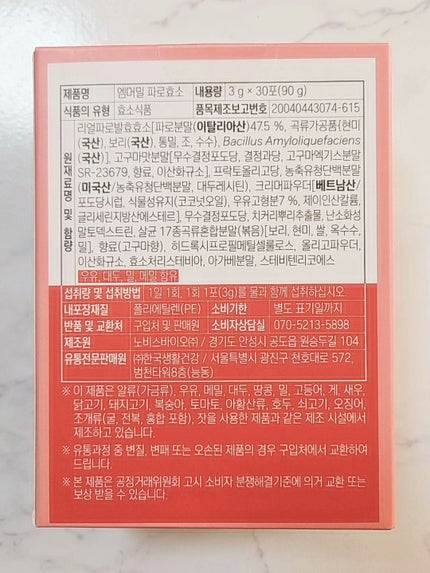 제품명 엠머밀 파로효소 내용량 3 g × 30포(90 g)
식품의 유형 효소식품 품목제조보고번호 20040443074-615
원재료명 및 함량
리얼파로발효효소[파로분말(이탈리아산)47.5 %, 곡류가공품{현미
(국산), 보리(국산), 통밀, 조, 수수}, Bacillus Amyloliquefaciens
(국산)], 고구마맛분말[무수결정포도당, 결정과당, 고구마엑기스분말
SR-23679, 향료, 이산화규소], 프락토올리고당, 농축유청단백분말
(미국산/농축유청단백분말, 대두레시틴), 크리머파우더[베트남산/
포도당시럽, 식물성유지(코코넛오일), 우유고형분7 %, 제이인산칼륨,
글리세린지방산에스테르], 무수결정포도당, 치커리뿌리추출물, 난소화성
말토덱스트린, 살균 17종곡류혼합분말(볶음)[보리, 현미, 쌀, 옥수수,
밀], 향료(고구마향), 히드록시프로필메틸셀룰로스, 올리고파우더,
이산화규소, 효소처리스테비아, 아가베분말, 스테비텐리코에스
우유, 대두, 밀, 메밀 함유
섭취량 및 섭취방법 1일 1회, 1회 1포(3g)를 물과 함께 섭취하십시오
내포장재질 폴리에틸렌(PE) 소비기한 별도 표기일까지
반품 및 교환처 구입처 및 판매원 소비자상담실 070-5213-5898
제조원 노비스바이오㈜ / 경기도 안성시 공도읍 원승두길 104
유통전문판매원 ㈜한국생활건강 / 서울특별시 광진구 천호대로 572,
범천타워8층(능동)
※ 이 제품은 알류(가금류), 우유, 메밀, 대두, 땅콩, 밀, 고등어, 게, 새우,
닭고기, 돼지고기, 복숭아, 토마토, 아황산류, 호두, 쇠고기, 오징어,
조개류(굴, 전복, 홍합 포함), 잣을 사용한 제품과 같은 제조 시설에서
제조하고 있습니다.
※ 유통과정 중 변질, 변패 또는 오손된 제품의 경우 구입처에서 교환하여
드립니다.
※ 본 제품은 공정거래위원회 고시 소비자 분쟁해결기준에 의거 교환 또는
보상 받을 수 있습니다.